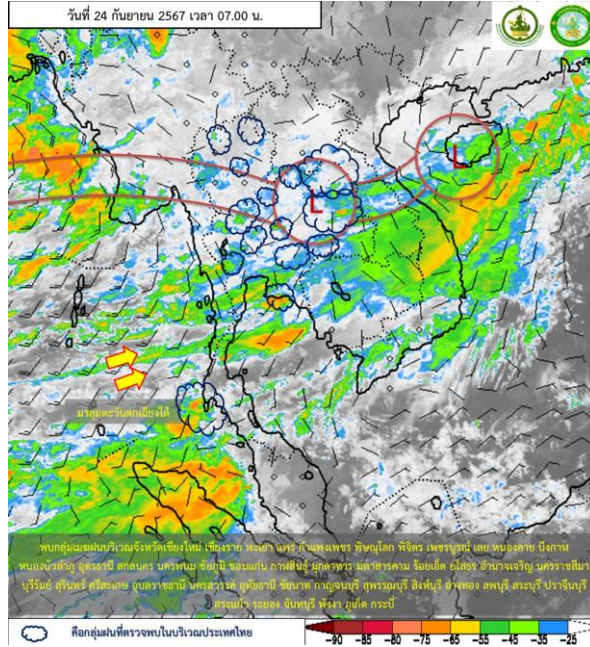 วันที่ 24 กันยายน 2567 เวลา 07.00 น.
L
L
มรสุมตะวันตกเฉียงใต้
พบกลุ่มเมฆฝนบริเวณจังหวัดเชียงใหม่ เชียงราย พะเยา แพร่ กำแพงเพชร พิษณุโลก พิจิตร เพชรบูรณ์ เลย หนองคาย บึงกาฬ
หนองบัวลำภู อุดรธานี สกลนคร นครพนม ชัยภูมิ ขอนแก่น กาฬสินธุ์ มุกดาหาร มหาสารคาม ร้อยเอ็ด ยโสธร อำนาจเจริญ นครราชสีมา
บุรีรัมย์ สุรินทร์ ศรีสะเกษ อุบลราชธานี นครสวรรค์ อุทัยธานี ชัยนาท กาญจนบุรี สุพรรณบุรี สิงห์บุรี อ่างทอง ลพบุรี สระบุรี ปราจีนบุรี
สระแก้ว ระยอง จันทบุรี พังงา ภูเก็ต กระบี่
คือกลุ่มฝนที่ตรวจพบในบริเวณประเทศไทย
-90 -85 -80 -75 -65 -55 -45 -35 -25